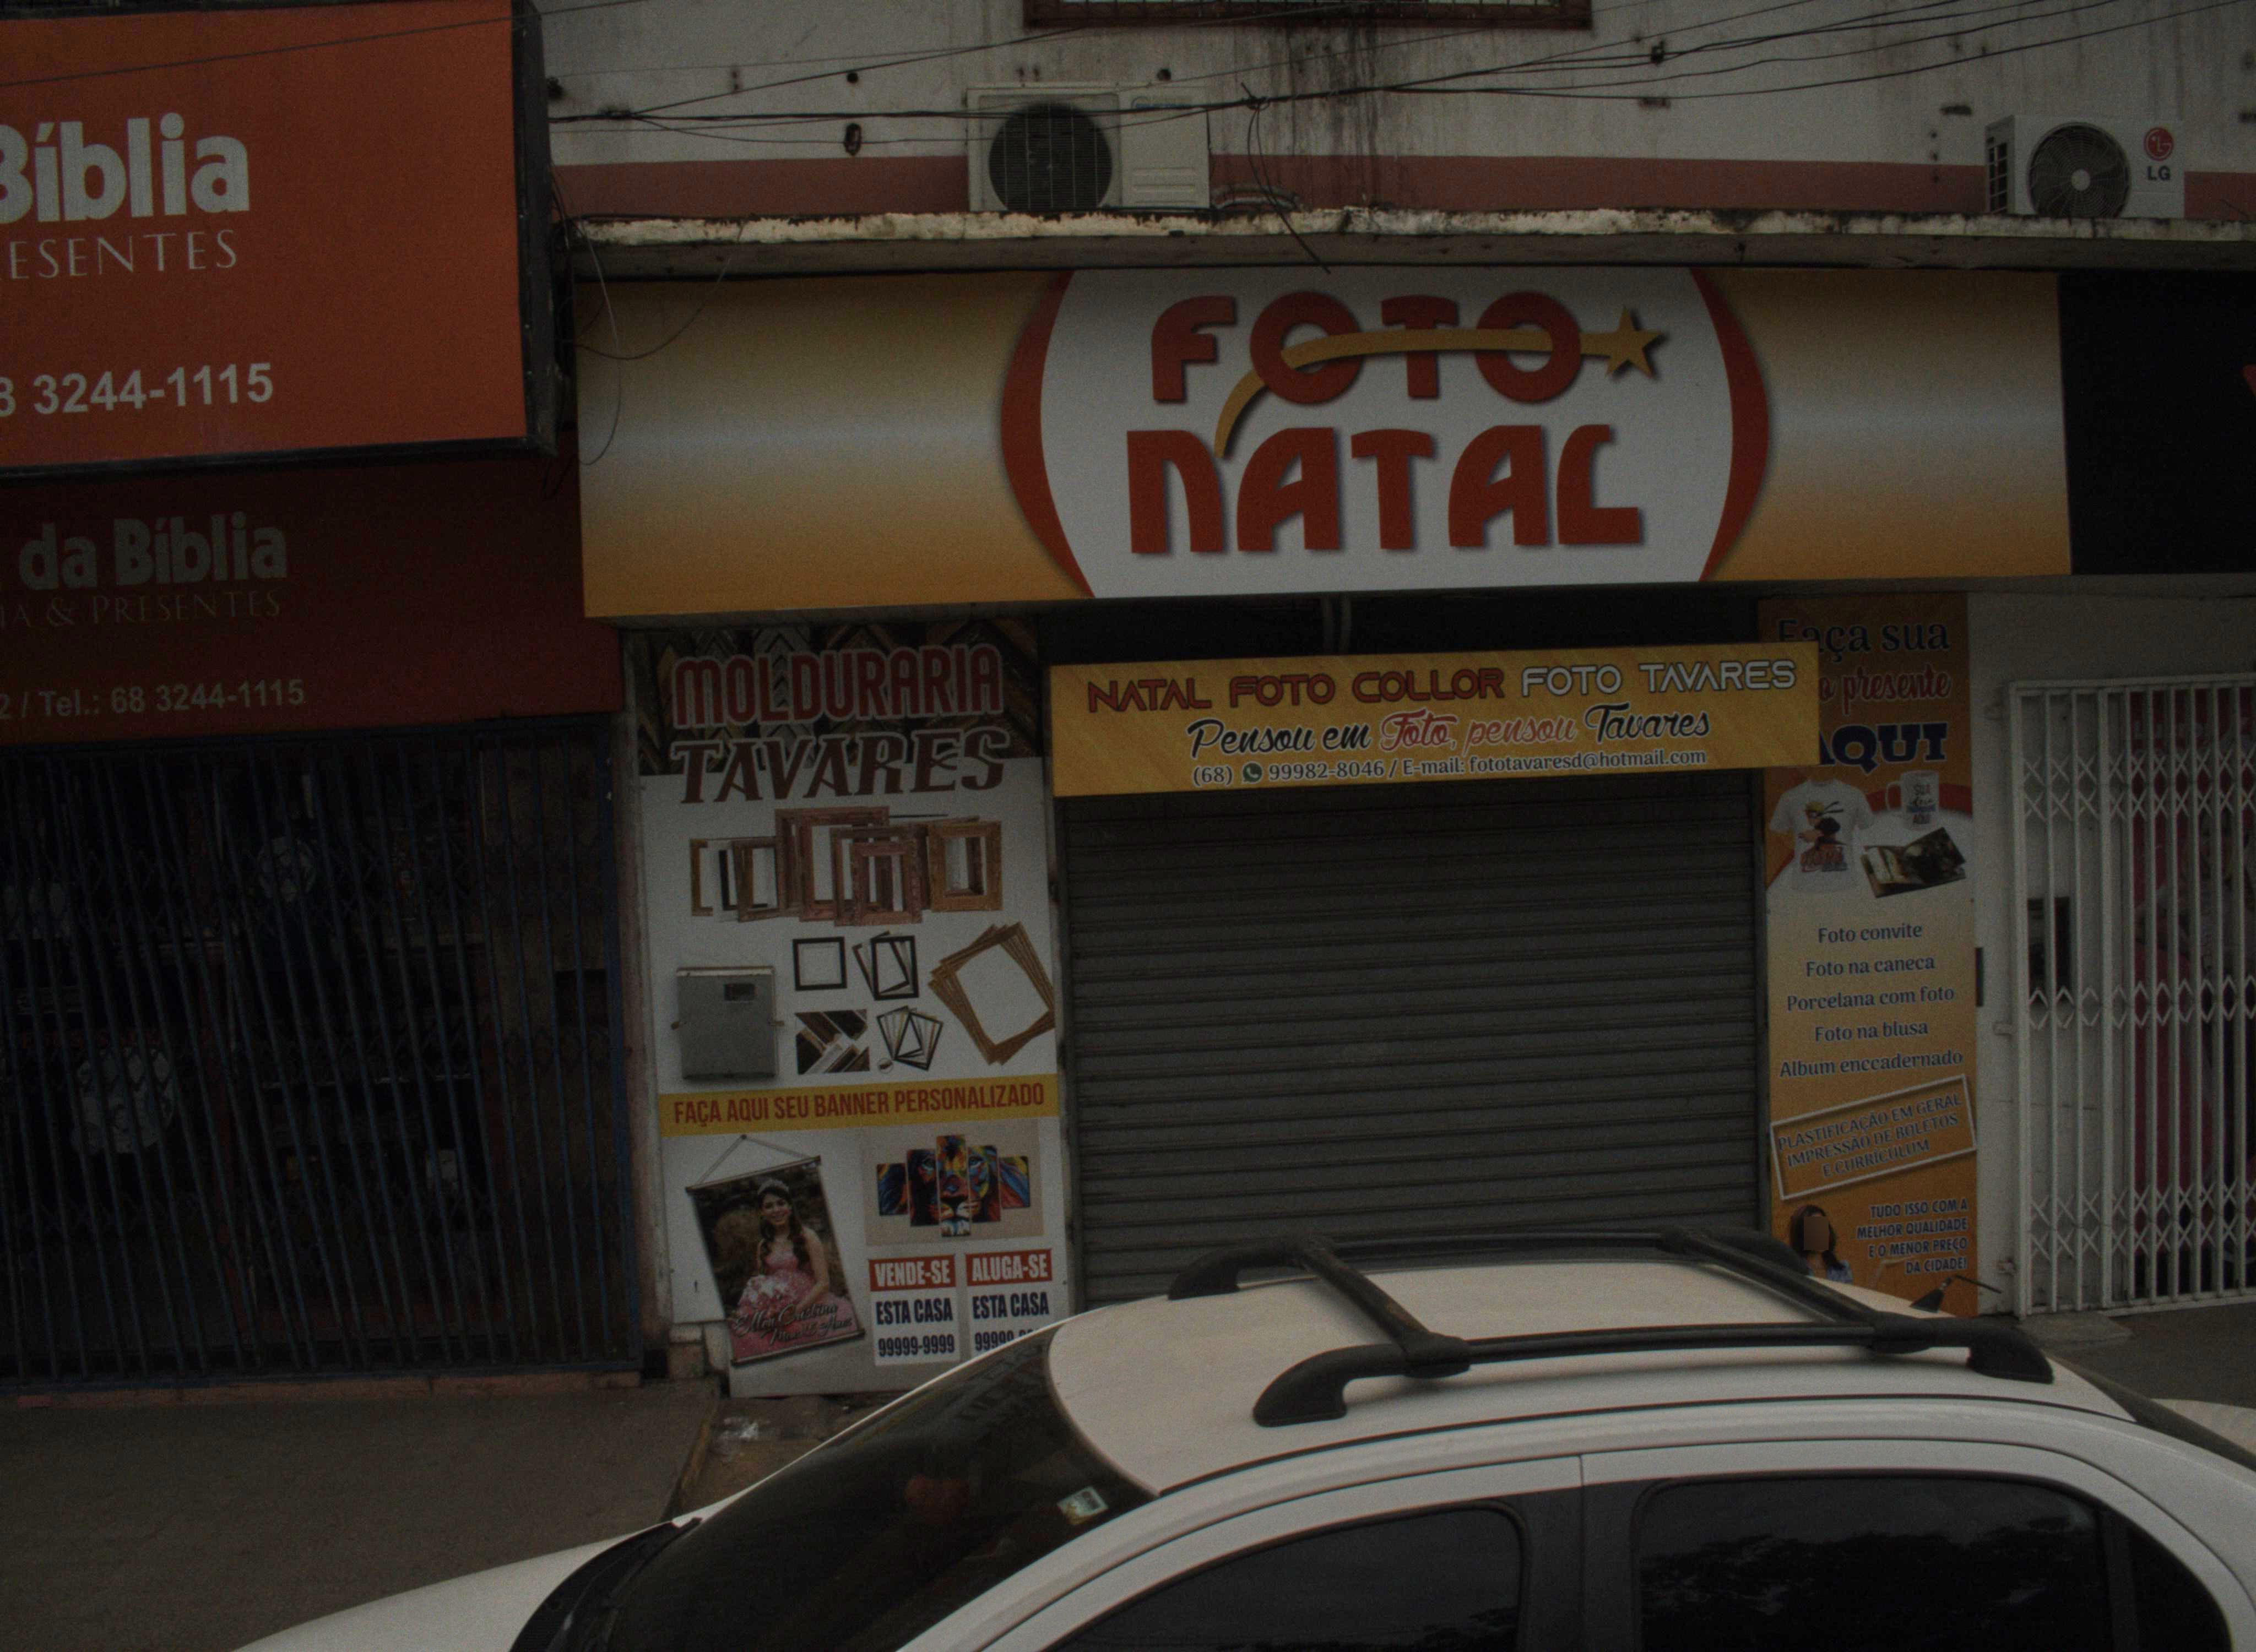 Bíblia
ESENTES
3244-1115
da Bíblia
IA & PRESENTES
2 / Tel.: 68 3244-1115
LG
FOTO
NATAL
MOLDURARIA
TAVARES
FAÇA AQUI SEU BANNER PERSONALIZADO
VENDE-SE
ESTA CASA
99999-9999
ALUGA-SE
ESTA CASA
NATAL FOTO COLLOR FOTO TAVARES
Pensou em Foto, pensou Tavares
(68) 99982-8046 / E-mail: fototavaresd@hotmail.com
Faça sua
o presente
AQUI
Foto convite
Foto na caneca
Porcelana com foto
Foto na blusa
Album enccadernado
PLASTIFICAÇÃO EM GERAL
IMPRESSÃO DE BOLETOS
E CURRICULUM
TUDO ISSO COM A
MELHOR QUALIDADE
E O MENOR PREÇO
DA CIDADE!